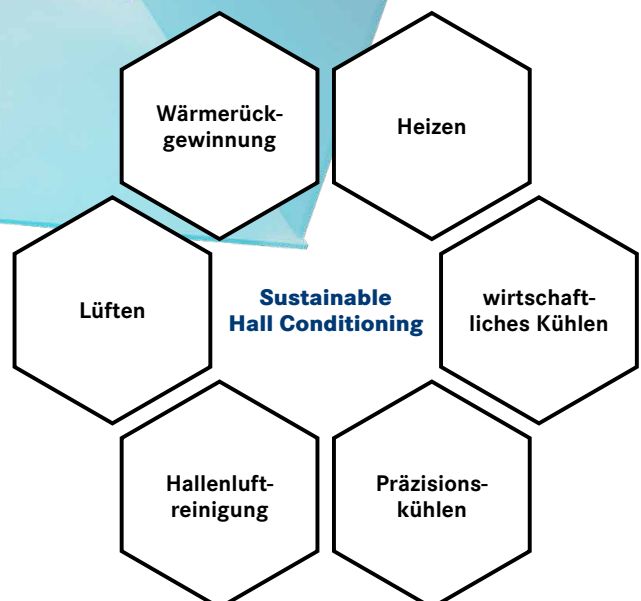 Wärmerück-
gewinnung
Heizen
Lüften
Sustainable
Hall Conditioning
wirtschaft-
liches Kühlen
Hallenluft-
reinigung
Präzisions-
kühlen